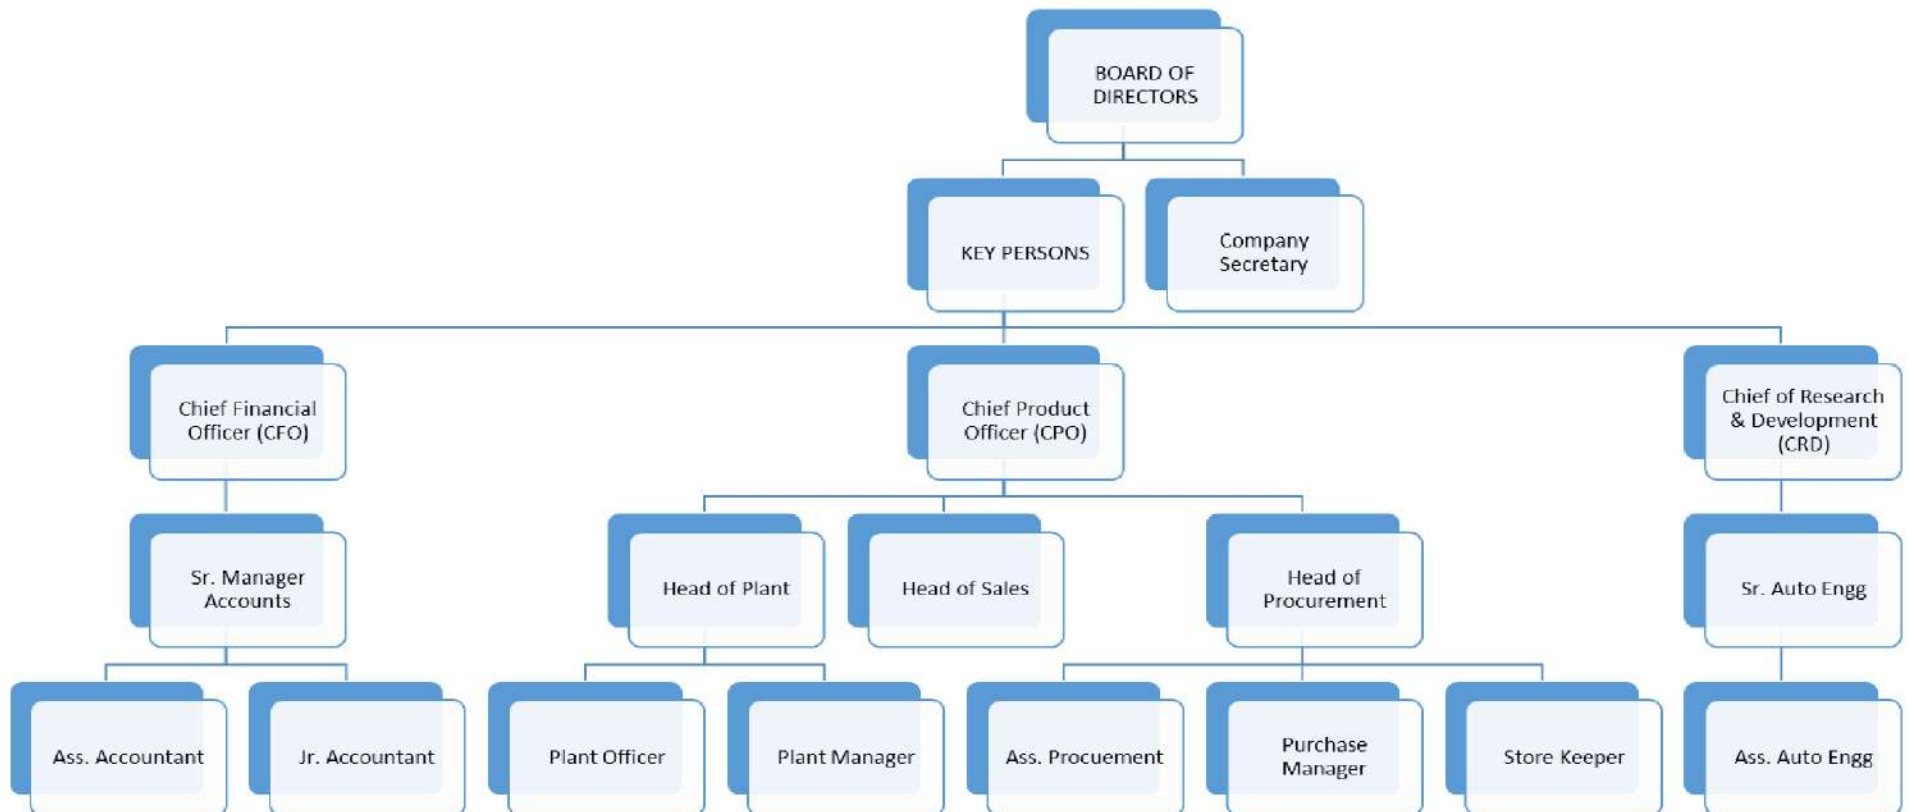 BOARD OF
DIRECTORS
KEY PERSONS
Company
Secretary
Chief Financial
Officer (CFO)
Chief Product
Officer (CPO)
Chief of Research
& Development
(CRD)
Sr. Manager
Accounts
Head of Plant
Head of Sales
Head of
Procurement
Sr. Auto Engg
Ass. Accountant
Jr. Accountant
Plant Officer
Plant Manager
Ass. Procuement
Purchase
Manager
Store Keeper
Ass. Auto Engg